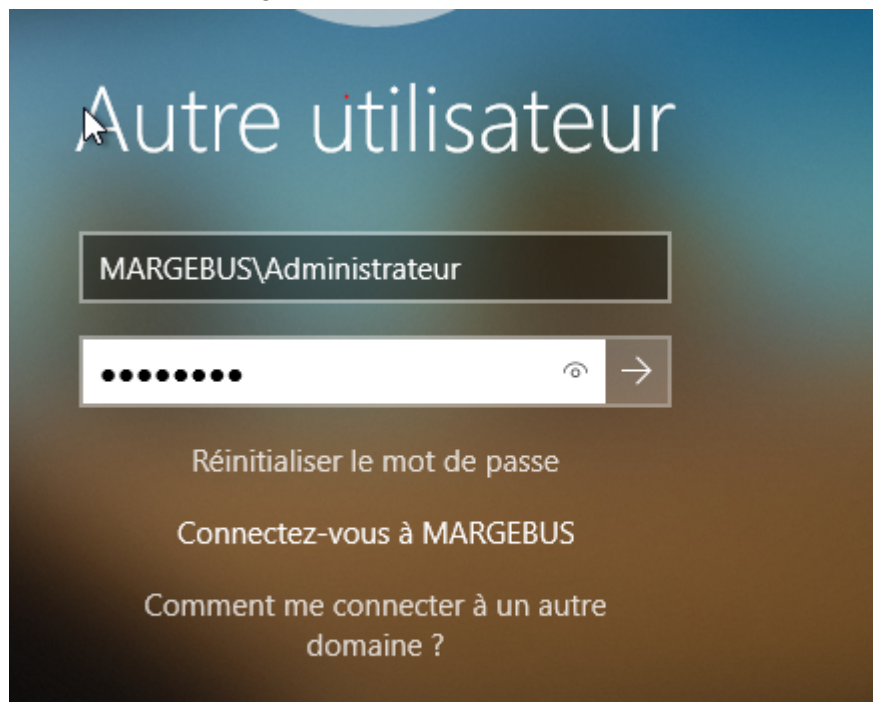 Autre utilisateur
MARGEBUS\Administrateur
••••••••
Réinitialiser le mot de passe
Connectez-vous à MARGEBUS
Comment me connecter à un autre
domaine ?